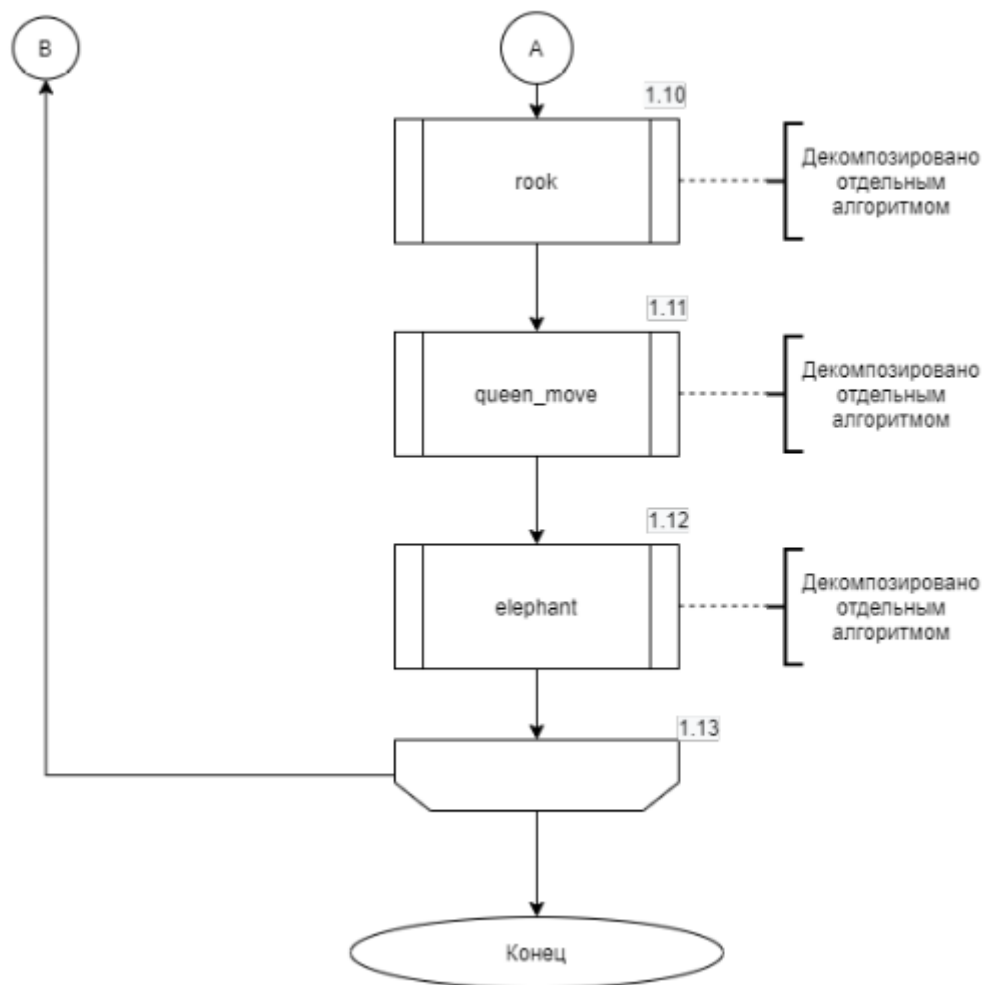 B
A
1.10
rook
Декомпозировано
отдельным
алгоритмом
1.11
queen_move
Декомпозировано
отдельным
алгоритмом
1.12
elephant
Декомпозировано
отдельным
алгоритмом
1.13
Конец